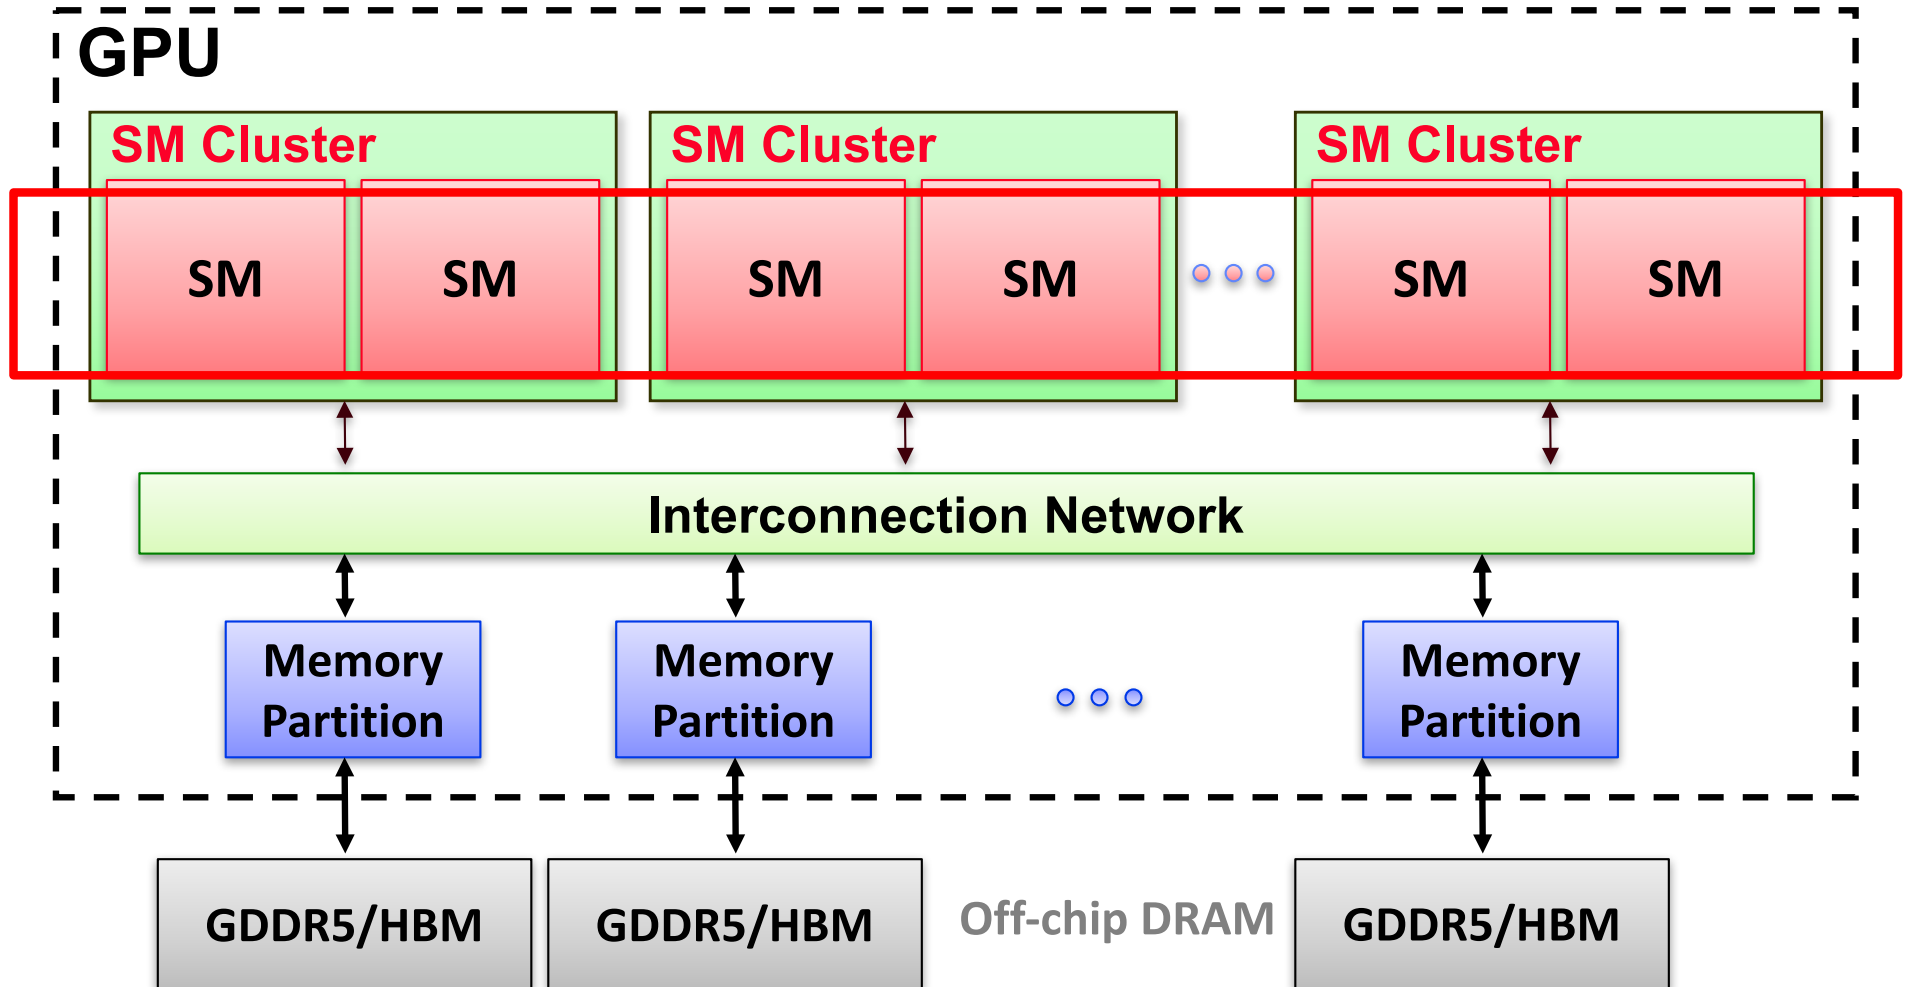 GPU
SM Cluster
SM Cluster
SM Cluster
SM
SM
SM
SM
SM
SM
Interconnection Network
Memory
Partition
Memory
Partition
Memory
Partition
GDDR5/HBM
GDDR5/HBM
Off-chip DRAM
GDDR5/HBM